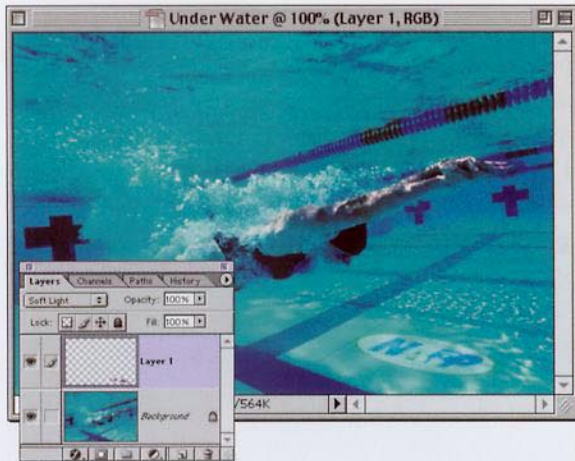 Under Water @ 100% (Layer 1, RGB)
Layers Channels Paths History
Soft Light Opacity: 100%
Lock: Fill: 100%
Layer 1
Background
/564K